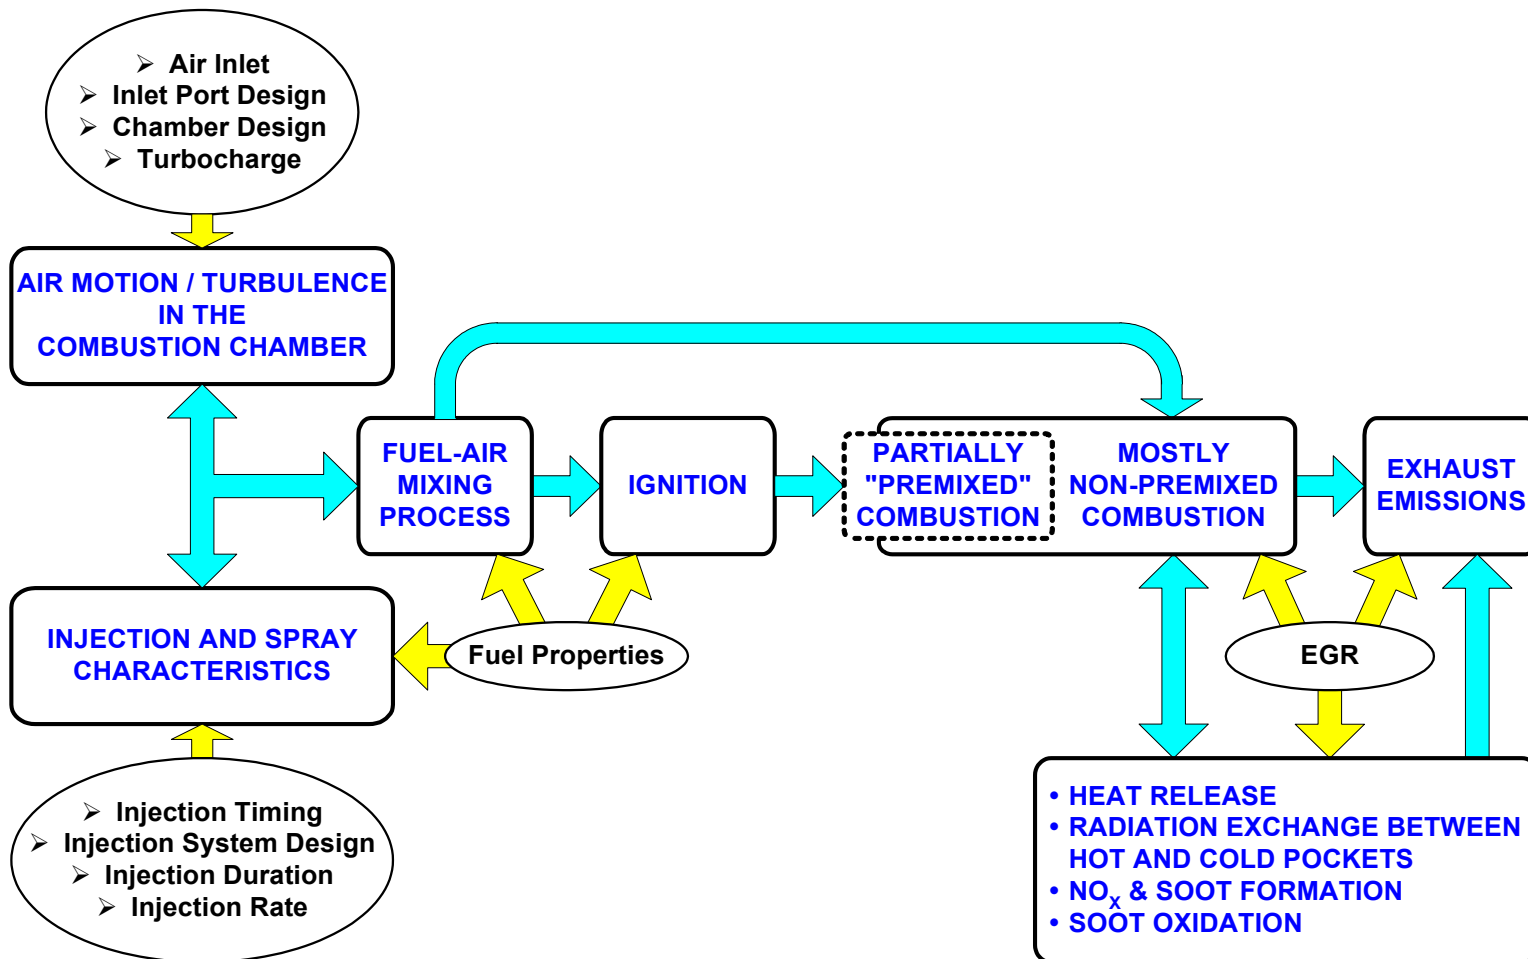 ➢ Air Inlet
➢ Inlet Port Design
➢ Chamber Design
➢ Turbocharge
AIR MOTION / TURBULENCE
IN THE
COMBUSTION CHAMBER
FUEL-AIR
MIXING
PROCESS
IGNITION
PARTIALLY
"PREMIXED"
COMBUSTION
MOSTLY
NON-PREMIXED
COMBUSTION
EXHAUST
EMISSIONS
INJECTION AND SPRAY
CHARACTERISTICS
Fuel Properties
EGR
➢ Injection Timing
➢ Injection System Design
➢ Injection Duration
➢ Injection Rate
• HEAT RELEASE
• RADIATION EXCHANGE BETWEEN
HOT AND COLD POCKETS
• NOX & SOOT FORMATION
• SOOT OXIDATION